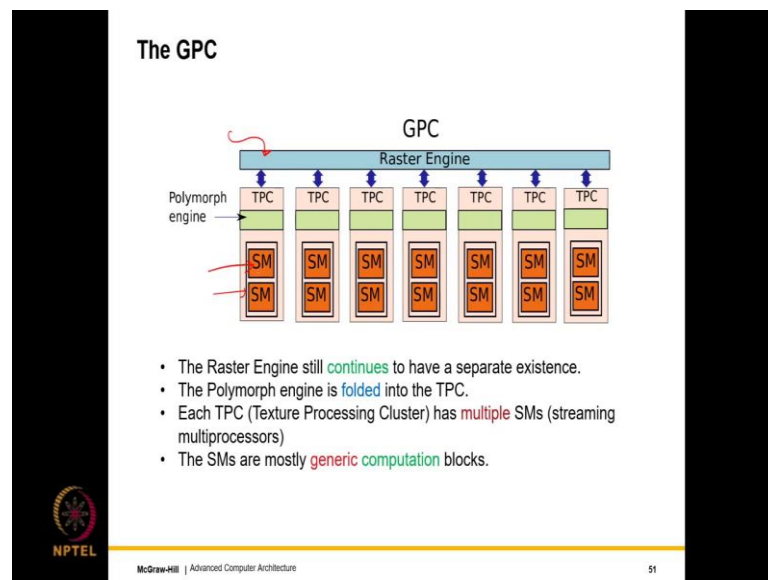 The GPC
GPC
Raster Engine
Polymorph
engine
TPC TPC TPC TPC TPC TPC TPC
SM SM SM SM SM SM SM
SM SM SM SM SM SM SM
• The Raster Engine still continues to have a separate existence.
• The Polymorph engine is folded into the TPC.
• Each TPC (Texture Processing Cluster) has multiple SMs (streaming
multiprocessors)
• The SMs are mostly generic computation blocks.
NPTEL
McGraw-Hill | Advanced Computer Architecture
51